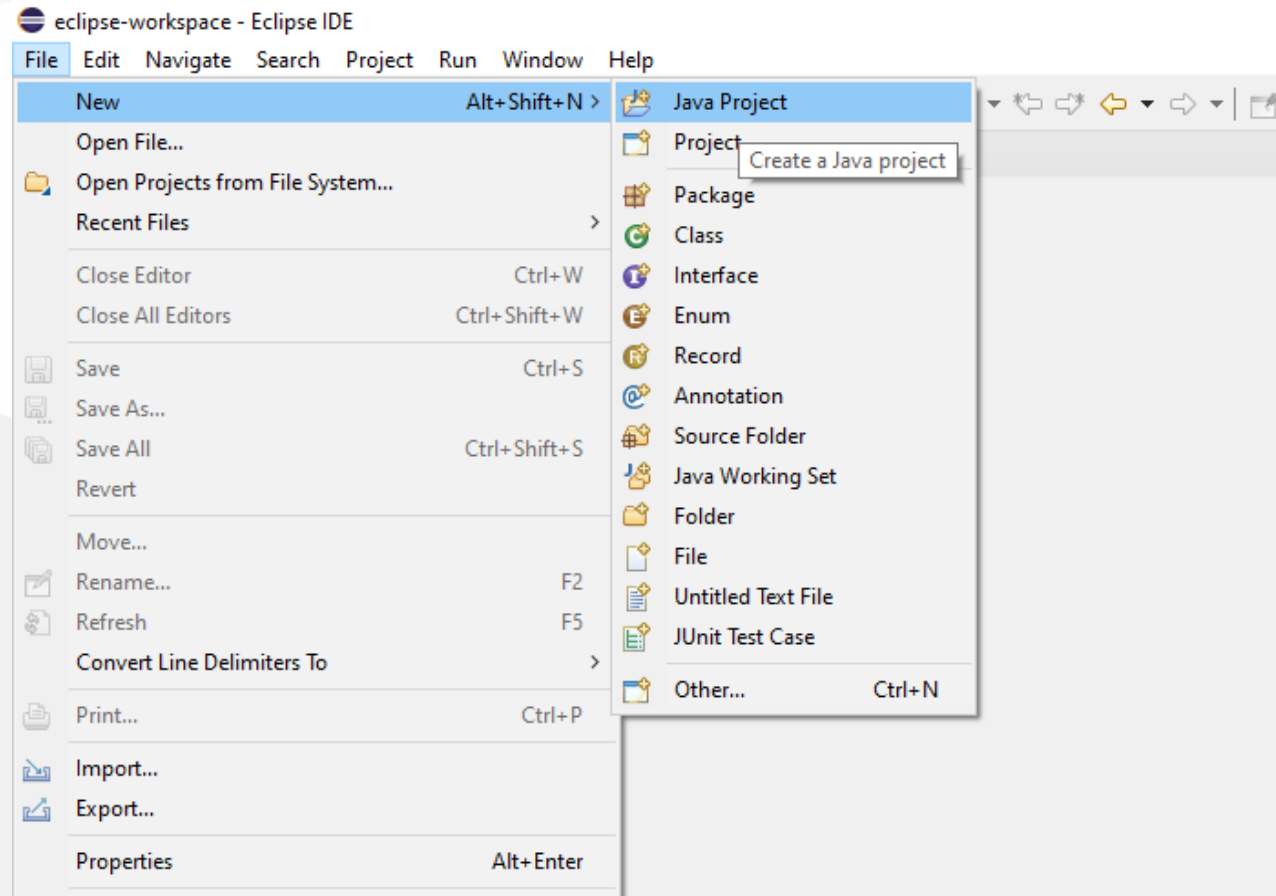 eclipse-workspace - Eclipse IDE
File Edit Navigate Search Project Run Window Help
New Alt+Shift+N >
Open File...
Open Projects from File System...
Recent Files >
Close Editor Ctrl+W
Close All Editors Ctrl+Shift+W
Save Ctrl+S
Save As...
Save All Ctrl+Shift+S
Revert
Move...
Rename... F2
Refresh F5
Convert Line Delimiters To >
Print... Ctrl+P
Import...
Export...
Properties Alt+Enter
Java Project
Project
Create a Java project
Package
Class
Interface
Enum
Record
Annotation
Source Folder
Java Working Set
Folder
File
Untitled Text File
JUnit Test Case
Other... Ctrl+N